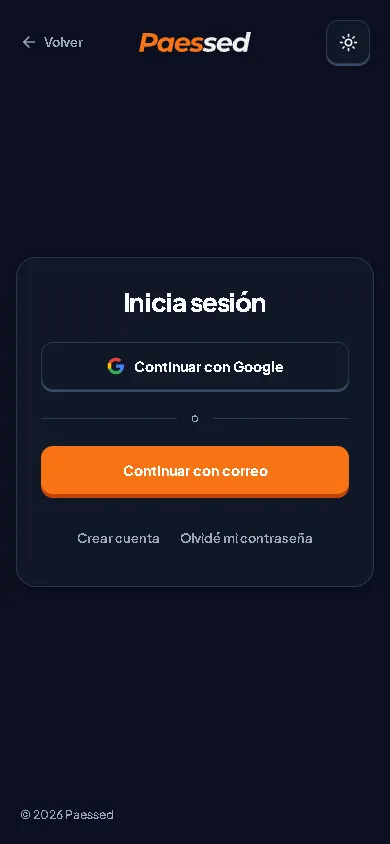 Volver
Paessed
Inicia sesión
Continuar con Google
o
Continuar con correo
Crear cuenta
Olvidé mi contraseña
© 2026 Paessed